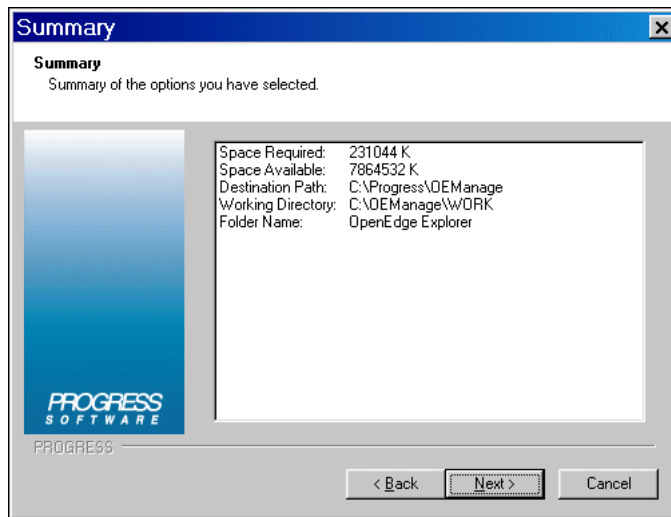 Summary
Summary
Summary of the options you have selected.
Space Required: 231044 K
Space Available: 7864532 K
Destination Path: C:\Progress\OEManage
Working Directory: C:\OEManage\WORK
Folder Name: OpenEdge Explorer
PROGRESS
SOFTWARE
PROGRESS
< Back Next > Cancel